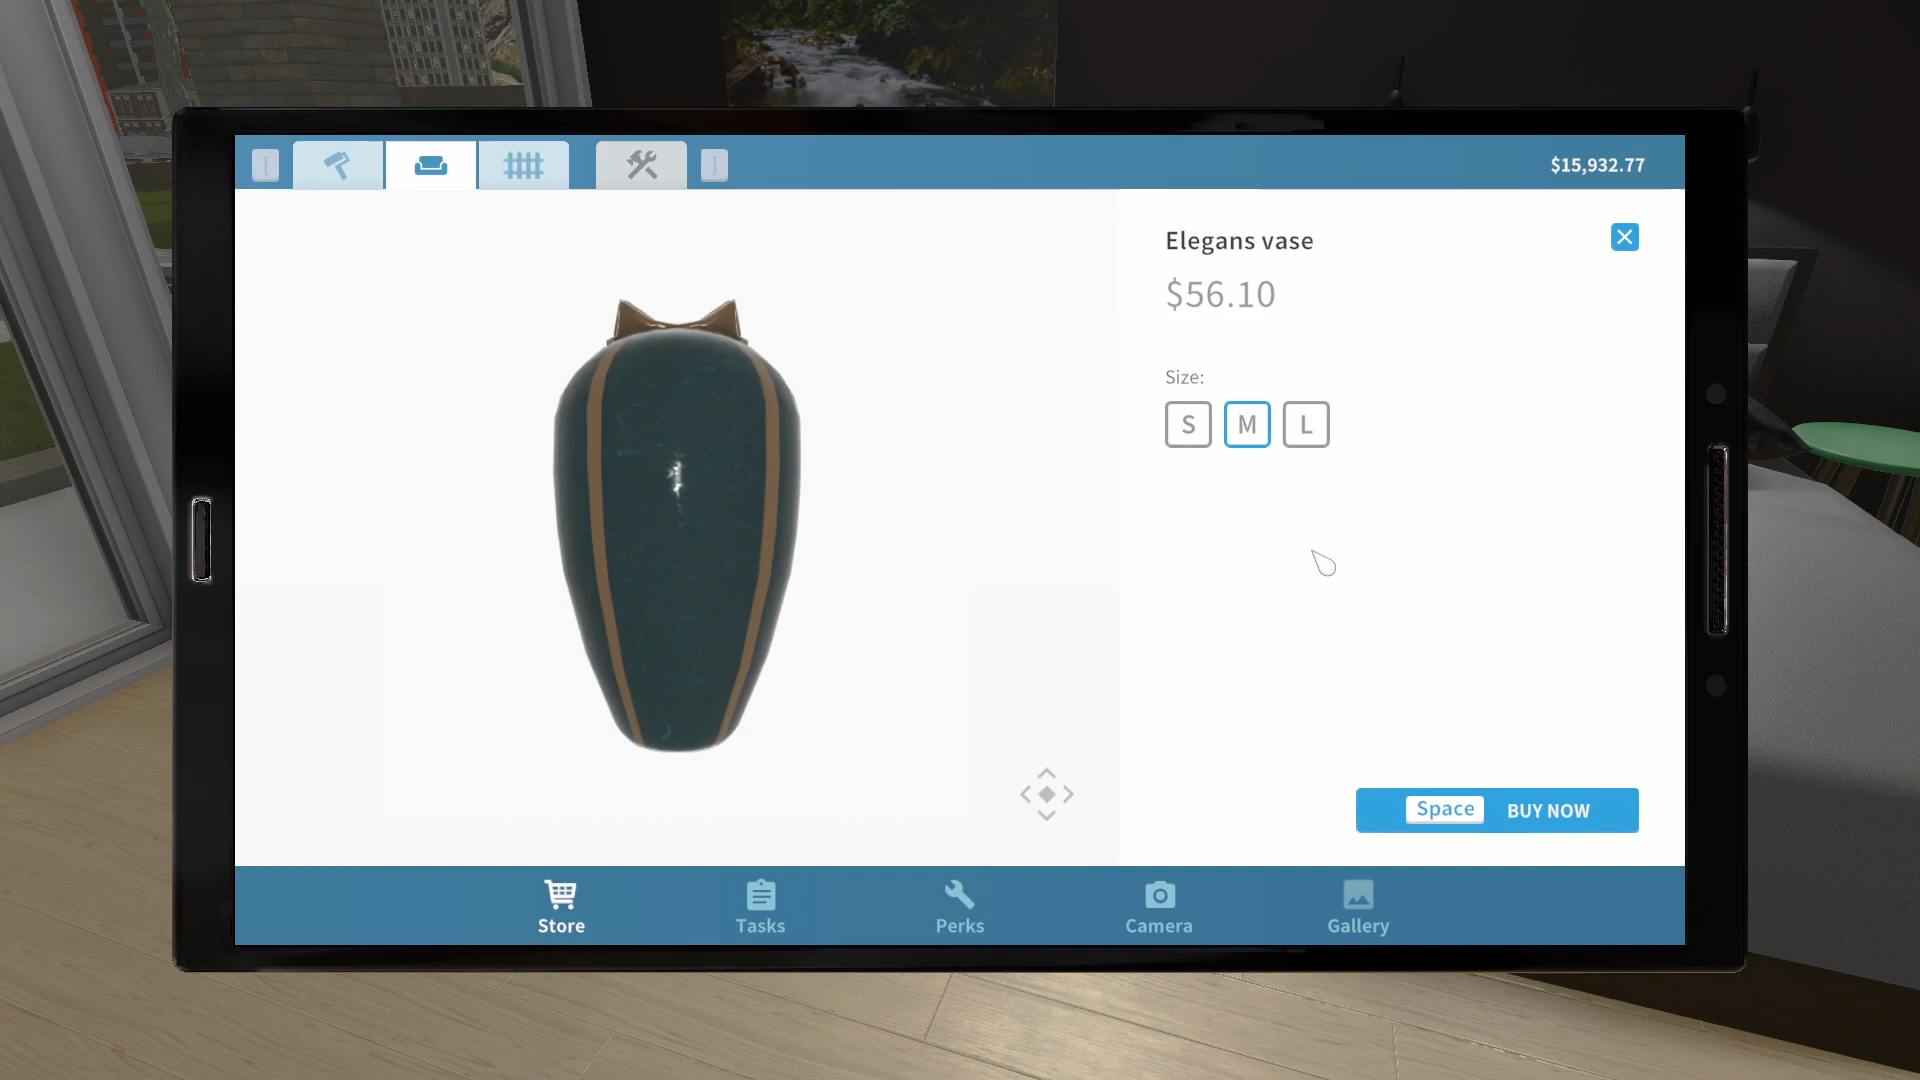 [
]
$15,932.77
Elegans vase
$56.10
Size:
S M L
Space BUY NOW
Store Tasks Perks Camera Gallery